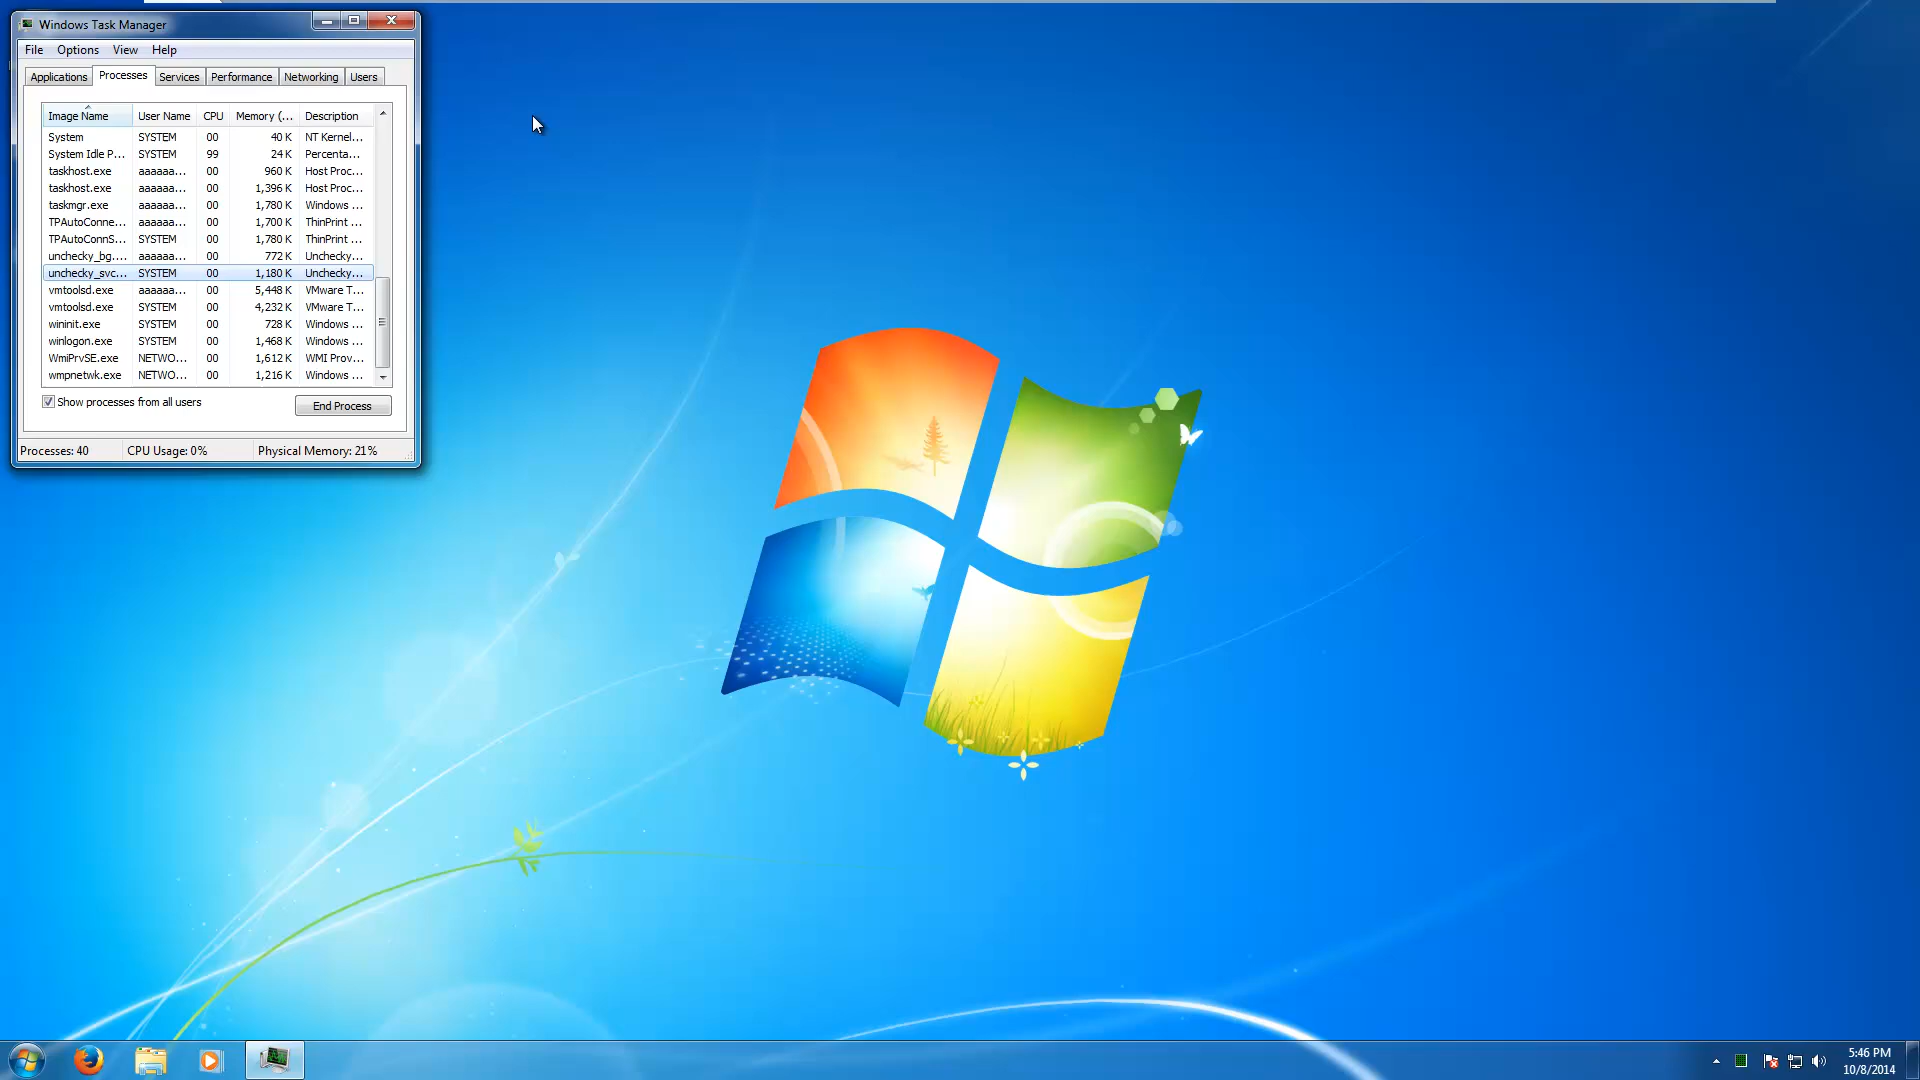 Windows Task Manager
File Options View Help
Applications Processes Services Performance Networking Users
Image Name User Name CPU Memory (... Description
System SYSTEM 00 40 K NT Kernel...
System Idle P... SYSTEM 99 24 K Percenta...
taskhost.exe aaaaaa... 00 960 K Host Proc...
taskhost.exe aaaaaa... 00 1,396 K Host Proc...
taskmgr.exe aaaaaa... 00 1,780 K Windows ...
TPAutoConne... aaaaaa... 00 1,700 K ThinPrint ...
TPAutoConnS... SYSTEM 00 1,780 K ThinPrint ...
unchecky_bg.... aaaaaa... 00 772 K Unchecky...
unchecky_svc... SYSTEM 00 1,180 K Unchecky...
vmtoolsd.exe aaaaaa... 00 5,448 K VMware T...
vmtoolsd.exe SYSTEM 00 4,232 K VMware T...
wininit.exe SYSTEM 00 728 K Windows ...
winlogon.exe SYSTEM 00 1,468 K Windows ...
WmiPrvSE.exe NETWO... 00 1,612 K WMI Prov...
wmpnetwk.exe NETWO... 00 1,216 K Windows ...
Show processes from all users
End Process
Processes: 40 CPU Usage: 0% Physical Memory: 21%
5:46 PM
10/8/2014